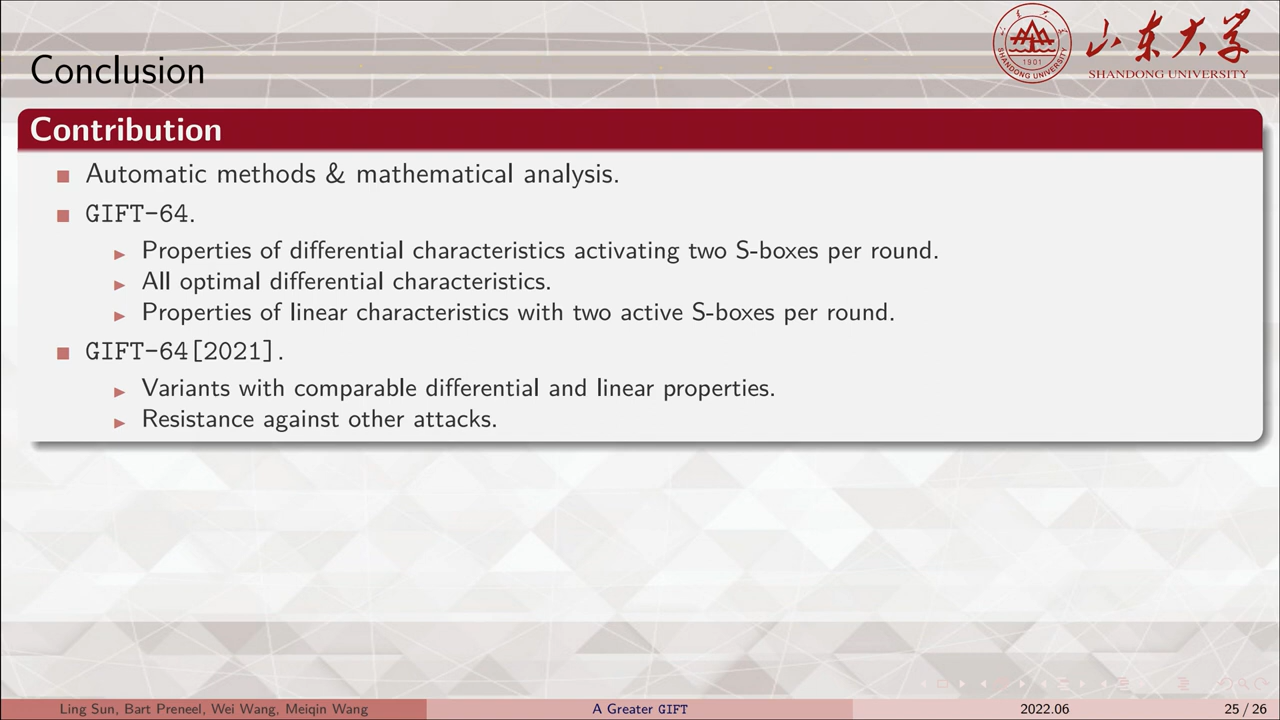 山东大学
SHANDONG UNIVERSITY
1901
SHANDONG UNIVERSITY
Conclusion
Contribution
Automatic methods & mathematical analysis.
GIFT-64.
Properties of differential characteristics activating two S-boxes per round.
All optimal differential characteristics.
Properties of linear characteristics with two active S-boxes per round.
GIFT-64[2021].
Variants with comparable differential and linear properties.
Resistance against other attacks.
Ling Sun, Bart Preneel, Wei Wang, Meiqin Wang
A Greater GIFT
2022.06
25 / 26